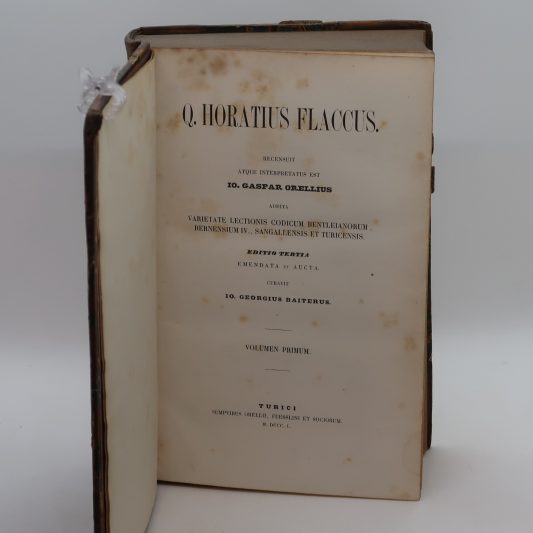 Q. HORATIUS FLACCUS.
RECENSUIT
ATQUE INTERPRETATUS EST
IO. GASPAR ORELLIUS
ADDITA
VARIETATE LECTIONIS CODICUM BENTLEIANORUM
BERNENSIUM IV., SANGALLENSIS ET TURICENSIS.
EDITIO TERTIA
EMENDATA ET AUCTA.
CURAVIT
IO. GEORGIUS BAITERUS.
VOLUMEN PRIMUM.
TURICI
SUMPTIBUS ORELLII, FUESSLINI ET SOCIORUM.
M. DCCC. L.